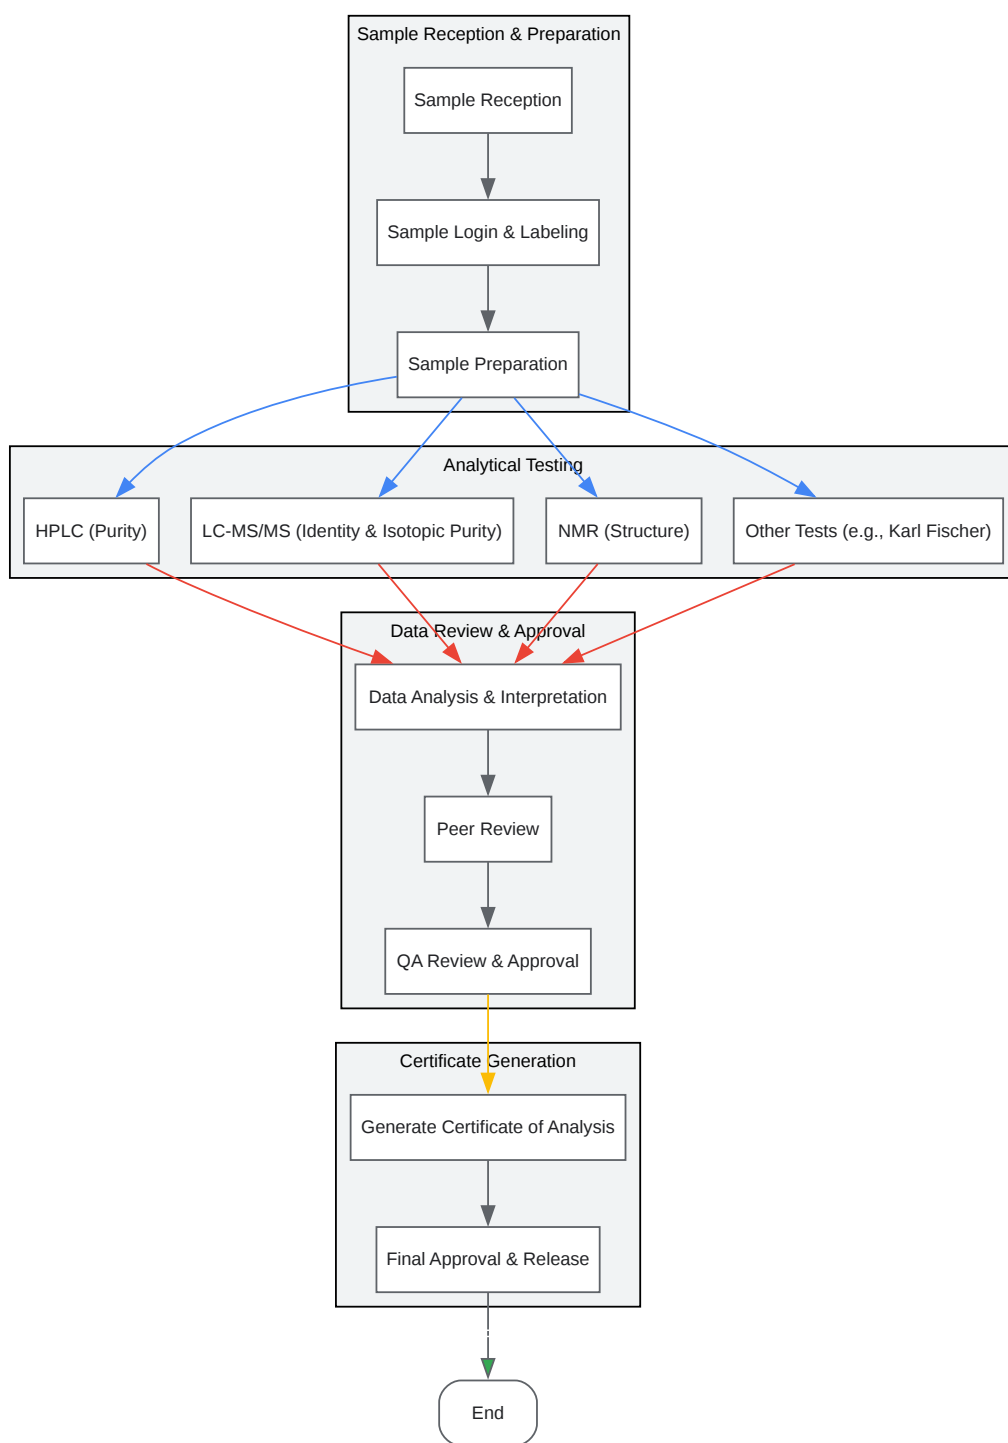 Sample Reception & Preparation
Sample Reception
Sample Login & Labeling
Sample Preparation
Analytical Testing
HPLC (Purity)
LC-MS/MS (Identity & Isotopic Purity)
NMR (Structure)
Other Tests (e.g., Karl Fischer)
Data Review & Approval
Data Analysis & Interpretation
Peer Review
QA Review & Approval
Certificate Generation
Generate Certificate of Analysis
Final Approval & Release
End